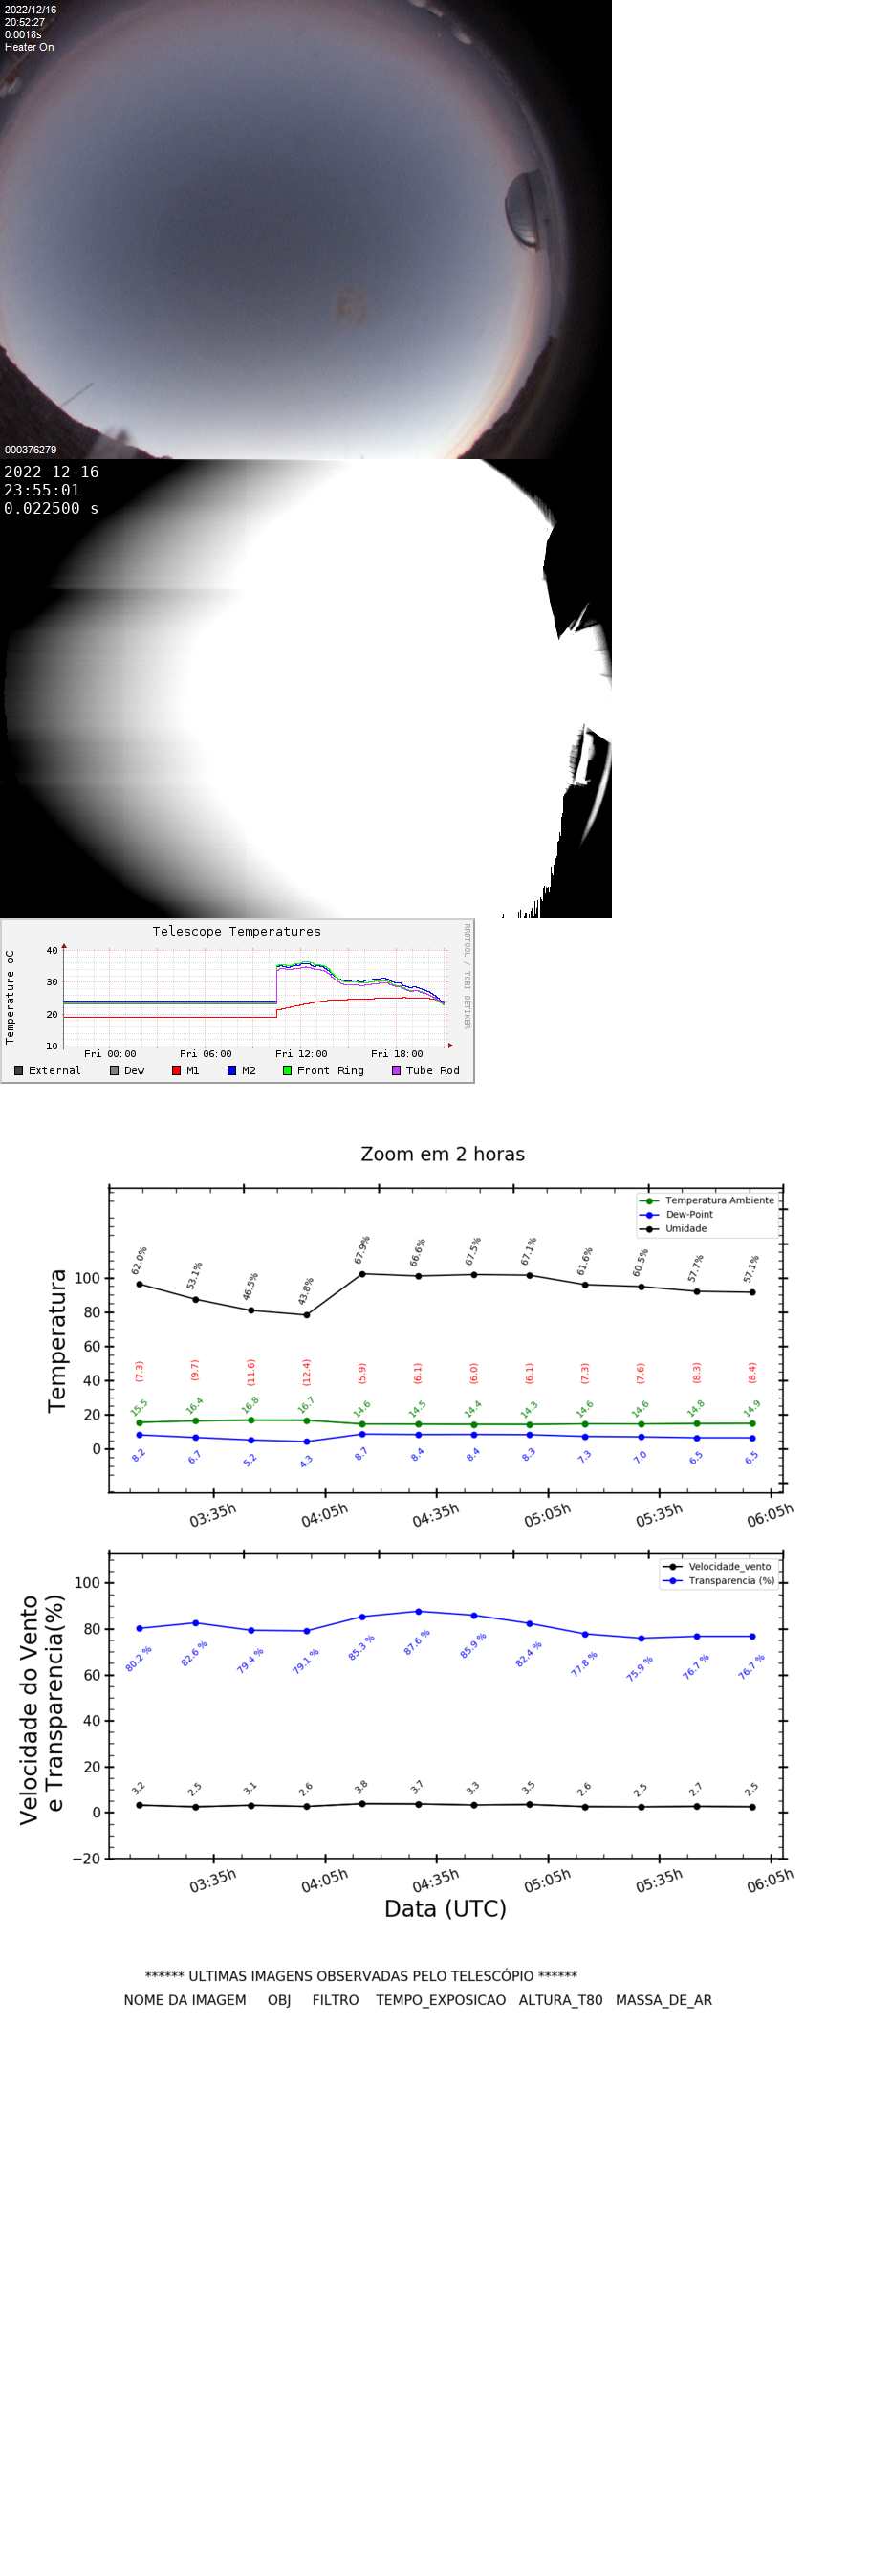 2022/12/16
20:52:27
0.0018s
Heater On
000376279
2022-12-16
23:55:01
0.022500 s
Telescope Temperatures
Temperature oC
40
30
20
10
Fri 00:00 Fri 06:00 Fri 12:00 Fri 18:00
External Dew M1 M2 Front Ring Tube Rod
RRDTOOL / TOBI OETIKER
Zoom em 2 horas
Temperatura Ambiente
Dew-Point
Umidade
Temperatura
100
80
60
40
20
0
62.0% 53.1% 46.5% 43.8% 67.9% 66.6% 67.5% 67.1% 61.6% 60.5% 57.7% 57.1%
(7.3) (9.7) (11.6) (12.4) (5.9) (6.1) (6.0) (6.1) (7.3) (7.6) (8.3) (8.4)
15.5 16.4 16.8 16.7 14.6 14.5 14.4 14.3 14.6 14.6 14.8 14.9
8.2 6.7 5.2 4.3 8.7 8.4 8.4 8.3 7.3 7.0 6.5 6.5
03:35h 04:05h 04:35h 05:05h 05:35h 06:05h
Velocidade_vento
Transparencia (%)
Velocidade do Vento
e Transparencia(%)
100
80
60
40
20
0
−20
80.2 % 82.6 % 79.4 % 79.1 % 85.3 % 87.6 % 85.9 % 82.4 % 77.8 % 75.9 % 76.7 % 76.7 %
3.2 2.5 3.1 2.6 3.8 3.7 3.3 3.5 2.6 2.5 2.7 2.5
03:35h 04:05h 04:35h 05:05h 05:35h 06:05h
Data (UTC)
****** ULTIMAS IMAGENS OBSERVADAS PELO TELESCÓPIO ******
NOME DA IMAGEM OBJ FILTRO TEMPO_EXPOSICAO ALTURA_T80 MASSA_DE_AR